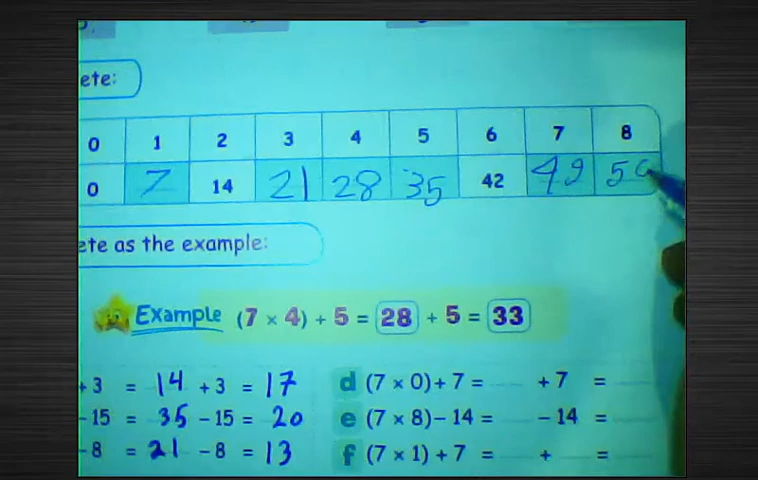 ete:
0 1 2 3 4 5 6 7 8
0 7 14 21 28 35 42 49 5
ete as the example:
Example (7 × 4) + 5 = 28 + 5 = 33
+ 3 = 14 + 3 = 17
- 15 = 35 - 15 = 20
- 8 = 21 - 8 = 13
d (7 × 0) + 7 = + 7 =
e (7 × 8) - 14 = - 14 =
f (7 × 1) + 7 = + =